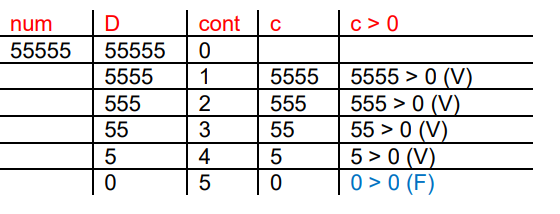 num D cont c c > 0
55555 55555 0
5555 1 5555 5555 > 0 (V)
555 2 555 555 > 0 (V)
55 3 55 55 > 0 (V)
5 4 5 5 > 0 (V)
0 5 0 0 > 0 (F)